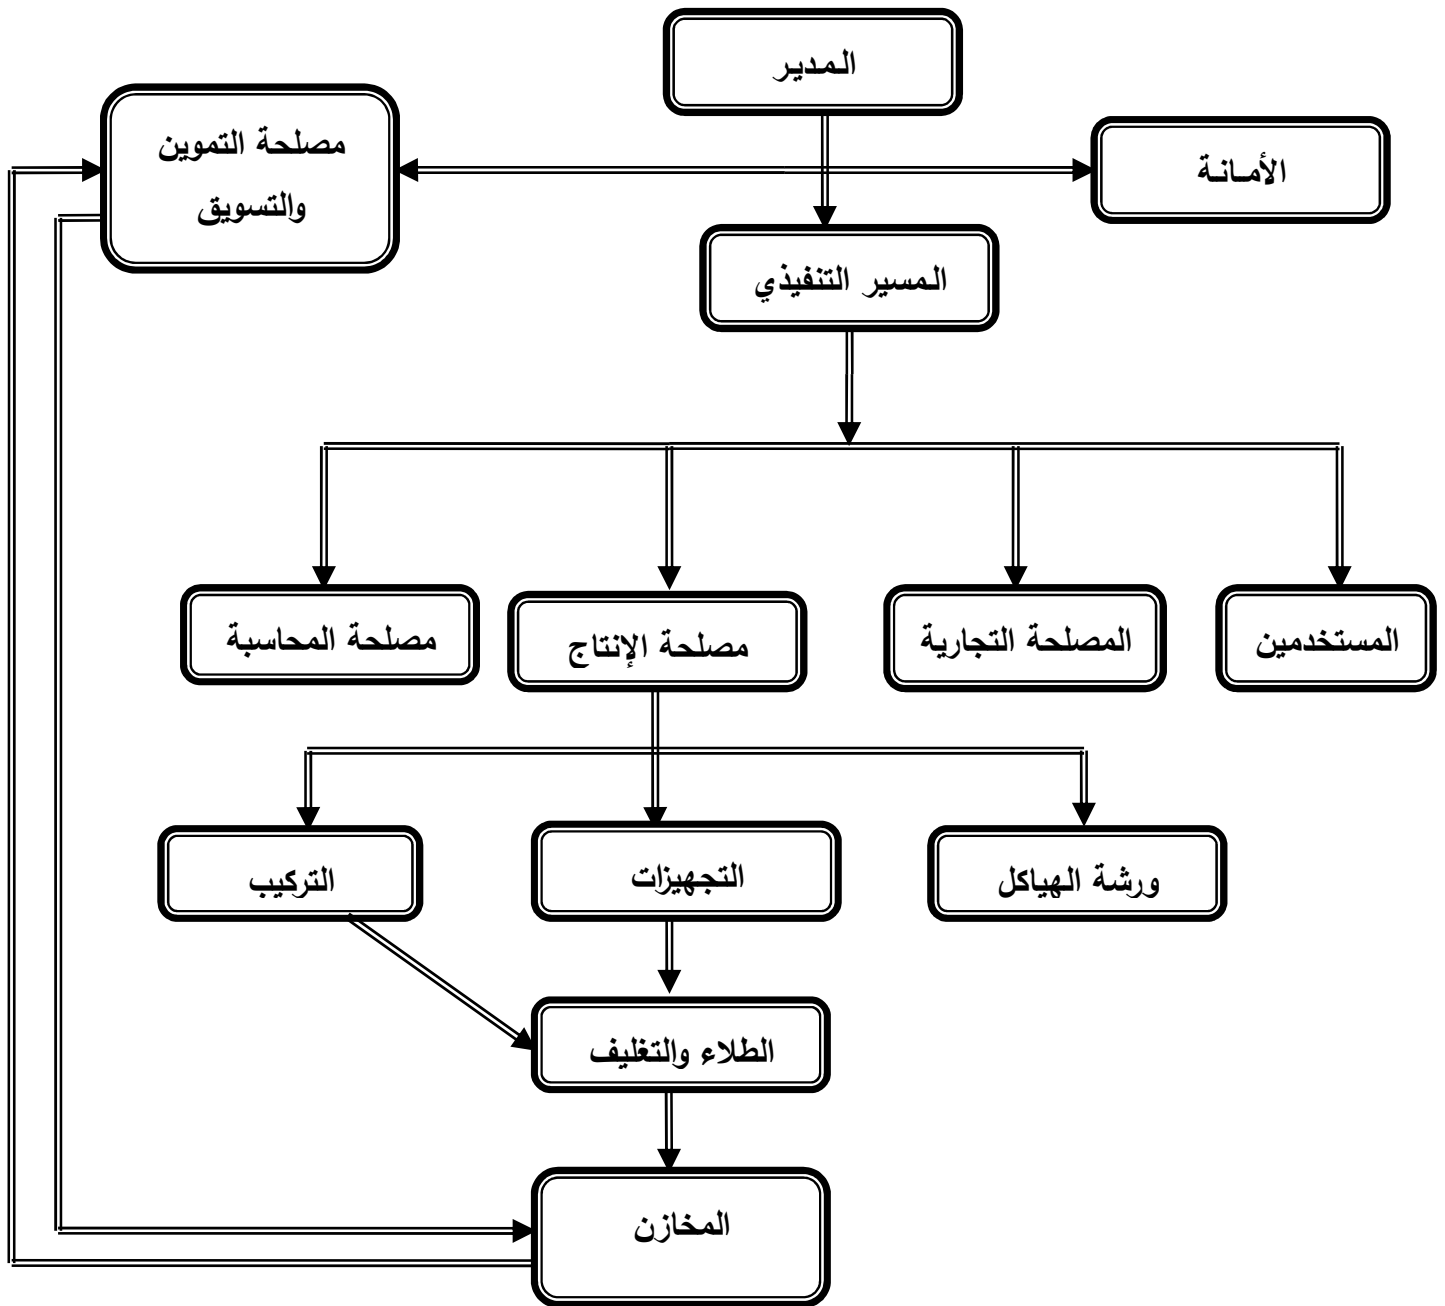 المدير
مصلحة التموين
والتسويق
الأمانة
المسير التنفيذي
المستخدمين
المصلحة التجارية
مصلحة الإنتاج
مصلحة المحاسبة
ورشة الهياكل
التجهيزات
التركيب
الطلاء والتغليف
المخازن